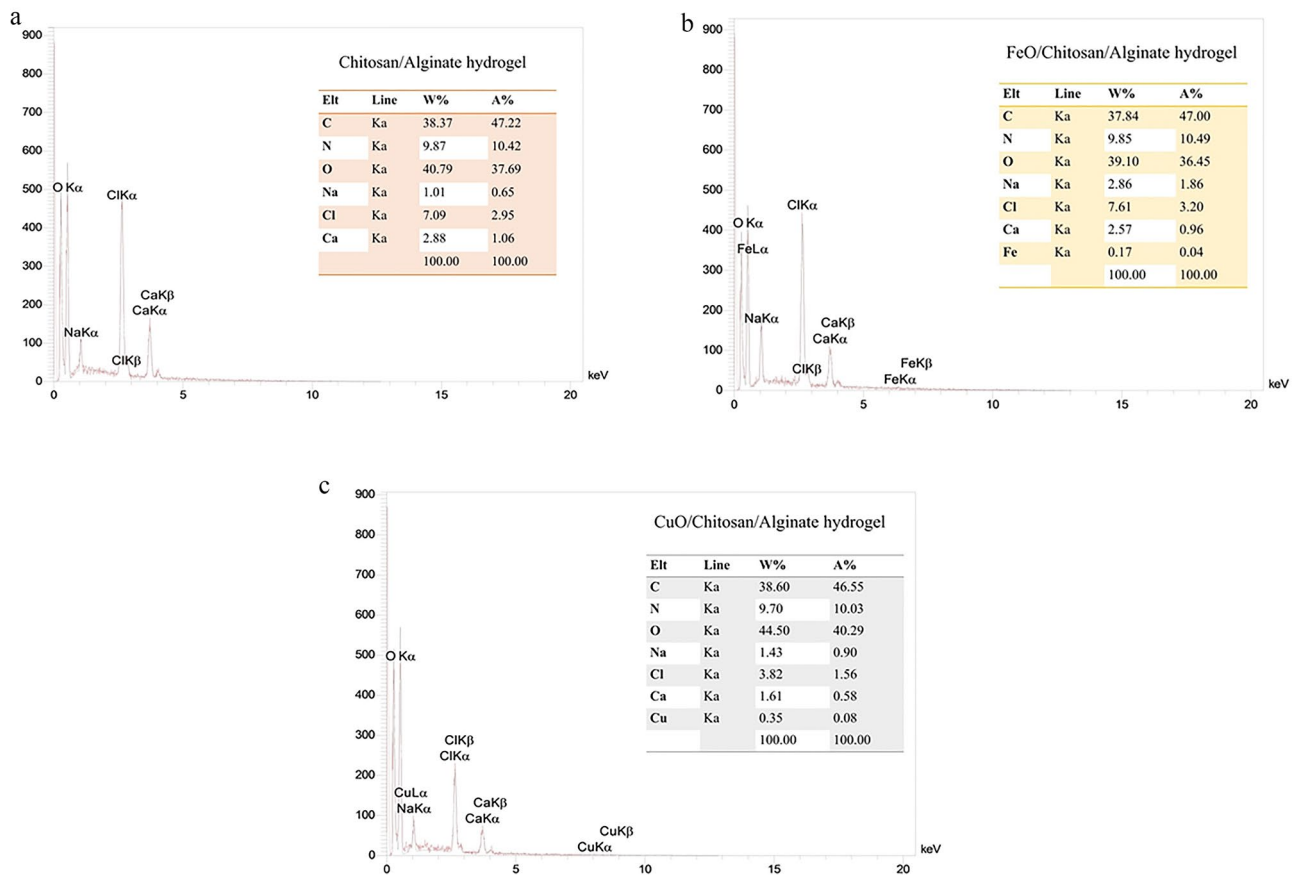 a
Chitosan/Alginate hydrogel
Elt Line W% A%
C Ka 38.37 47.22
N Ka 9.87 10.42
O Ka 40.79 37.69
Na Ka 1.01 0.65
Cl Ka 7.09 2.95
Ca Ka 2.88 1.06
100.00 100.00
900
800
700
600
500
400
300
200
100
0
O Kα
ClKα
CaKβ
CaKα
NaKα
ClKβ
0 5 10 15 20
keV
b
FeO/Chitosan/Alginate hydrogel
Elt Line W% A%
C Ka 37.84 47.00
N Ka 9.85 10.49
O Ka 39.10 36.45
Na Ka 2.86 1.86
Cl Ka 7.61 3.20
Ca Ka 2.57 0.96
Fe Ka 0.17 0.04
100.00 100.00
900
800
700
600
500
400
300
200
100
0
ClKα
O Kα
FeLα
NaKα
CaKβ
CaKα
ClKβ
FeKβ
FeKα
0 5 10 15 20
keV
c
CuO/Chitosan/Alginate hydrogel
Elt Line W% A%
C Ka 38.60 46.55
N Ka 9.70 10.03
O Ka 44.50 40.29
Na Ka 1.43 0.90
Cl Ka 3.82 1.56
Ca Ka 1.61 0.58
Cu Ka 0.35 0.08
100.00 100.00
900
800
700
600
500
400
300
200
100
0
O Kα
ClKβ
ClKα
CuLα
NaKα
CaKβ
CaKα
CuKβ
CuKα
0 5 10 15 20
keV